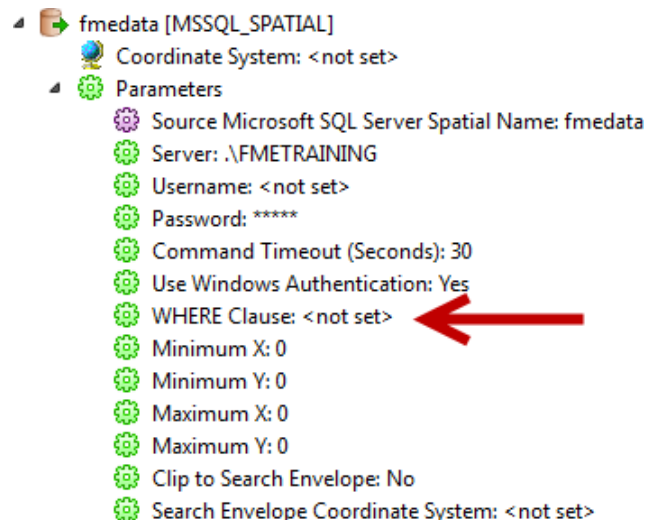 fmedata [MSSQL_SPATIAL]
Coordinate System: <not set>
Parameters
Source Microsoft SQL Server Spatial Name: fmedata
Server: .\FMETRAINING
Username: <not set>
Password: *****
Command Timeout (Seconds): 30
Use Windows Authentication: Yes
WHERE Clause: <not set>
Minimum X: 0
Minimum Y: 0
Maximum X: 0
Maximum Y: 0
Clip to Search Envelope: No
Search Envelope Coordinate System: <not set>